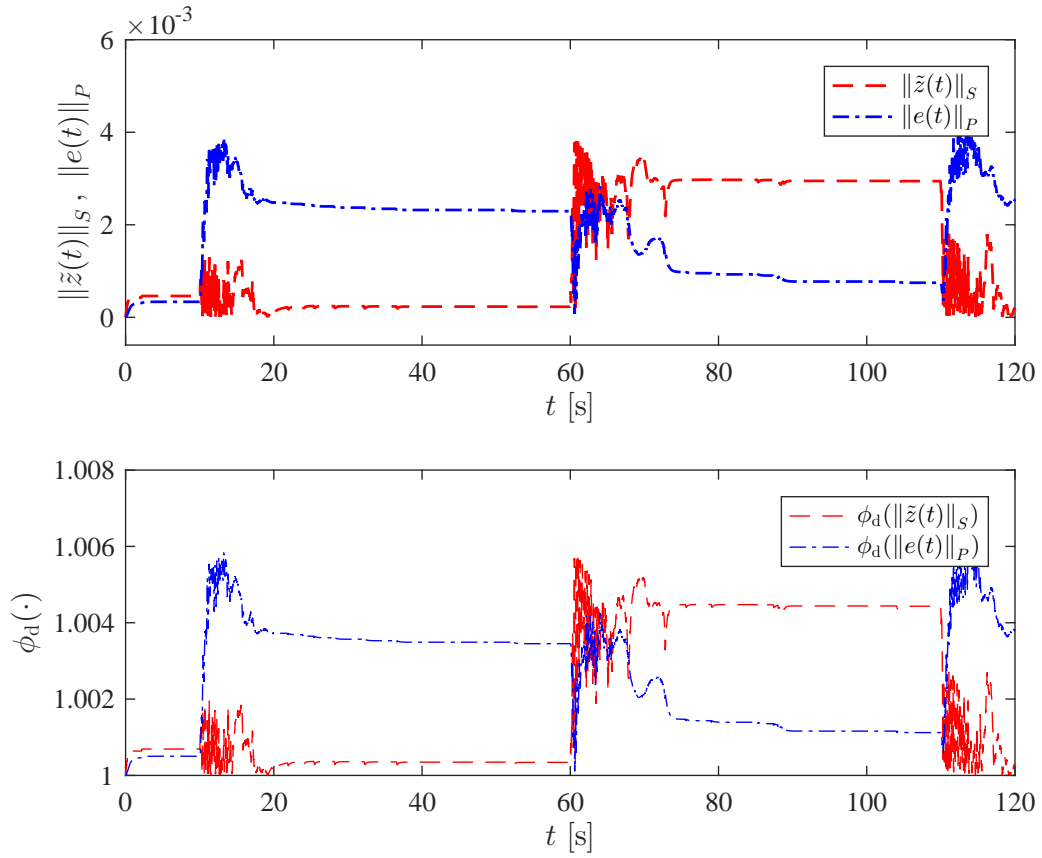 ×10⁻³
6
4
2
0
‖z̃(t)‖_S, ‖e(t)‖_P
‖z̃(t)‖_S
‖e(t)‖_P
0 20 40 60 80 100 120
t [s]
1.008
1.006
1.004
1.002
1
ϕ_d(·)
ϕ_d(‖z̃(t)‖_S)
ϕ_d(‖e(t)‖_P)
0 20 40 60 80 100 120
t [s]